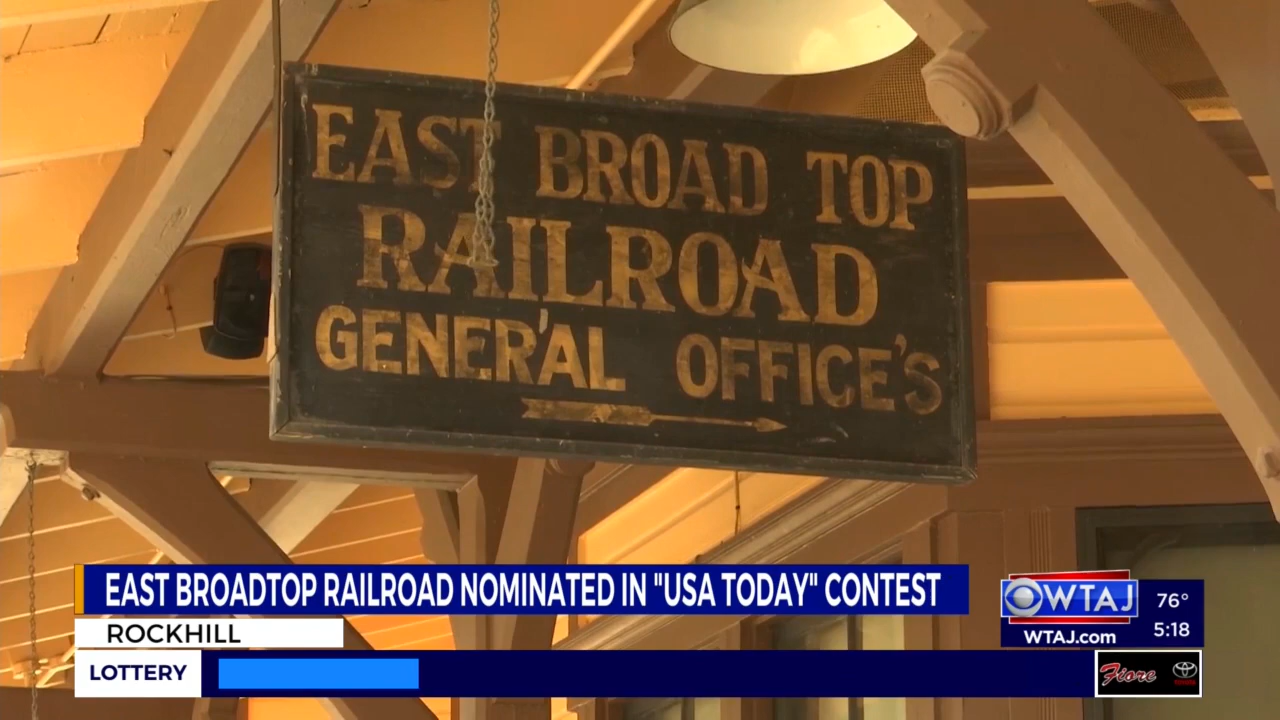 EAST BROAD TOP
RAILROAD
GENER'AL OFFICE'S
EAST BROADTOP RAILROAD NOMINATED IN "USA TODAY" CONTEST
ROCKHILL
LOTTERY
WTAJ
WTAJ.com
76°
5:18
Fiore
TOYOTA